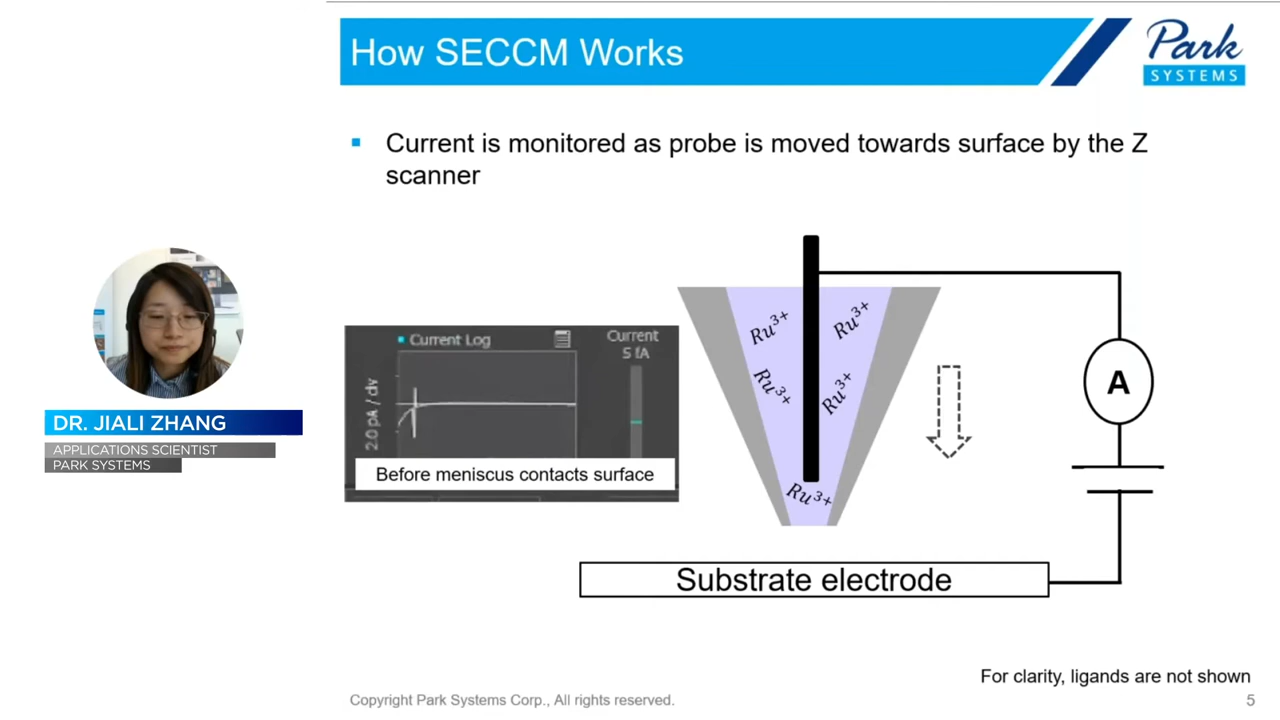 How SECCM Works
Park
SYSTEMS
▪ Current is monitored as probe is moved towards surface by the Z
scanner
DR. JIALI ZHANG
APPLICATIONS SCIENTIST
PARK SYSTEMS
Current Log
Current
5 fA
2.0 pA / dv
Before meniscus contacts surface
Ru³⁺
Ru³⁺
Ru³⁺
Ru³⁺
Ru³⁺
A
Substrate electrode
For clarity, ligands are not shown
Copyright Park Systems Corp., All rights reserved.
5